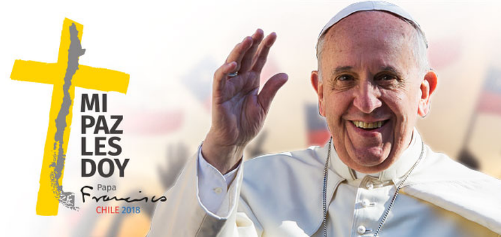 MI
PAZ
LES
DOY
Papa
Francisco
CHILE 2018